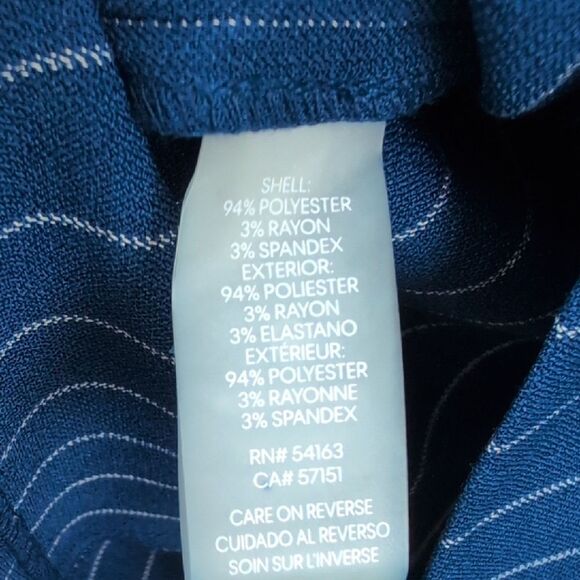 SHELL:
94% POLYESTER
3% RAYON
3% SPANDEX
EXTERIOR:
94% POLIESTER
3% RAYON
3% ELASTANO
EXTÉRIEUR:
94% POLYESTER
3% RAYONNE
3% SPANDEX
RN# 54163
CA# 57151
CARE ON REVERSE
CUIDADO AL REVERSO
SOIN SUR L'INVERSE